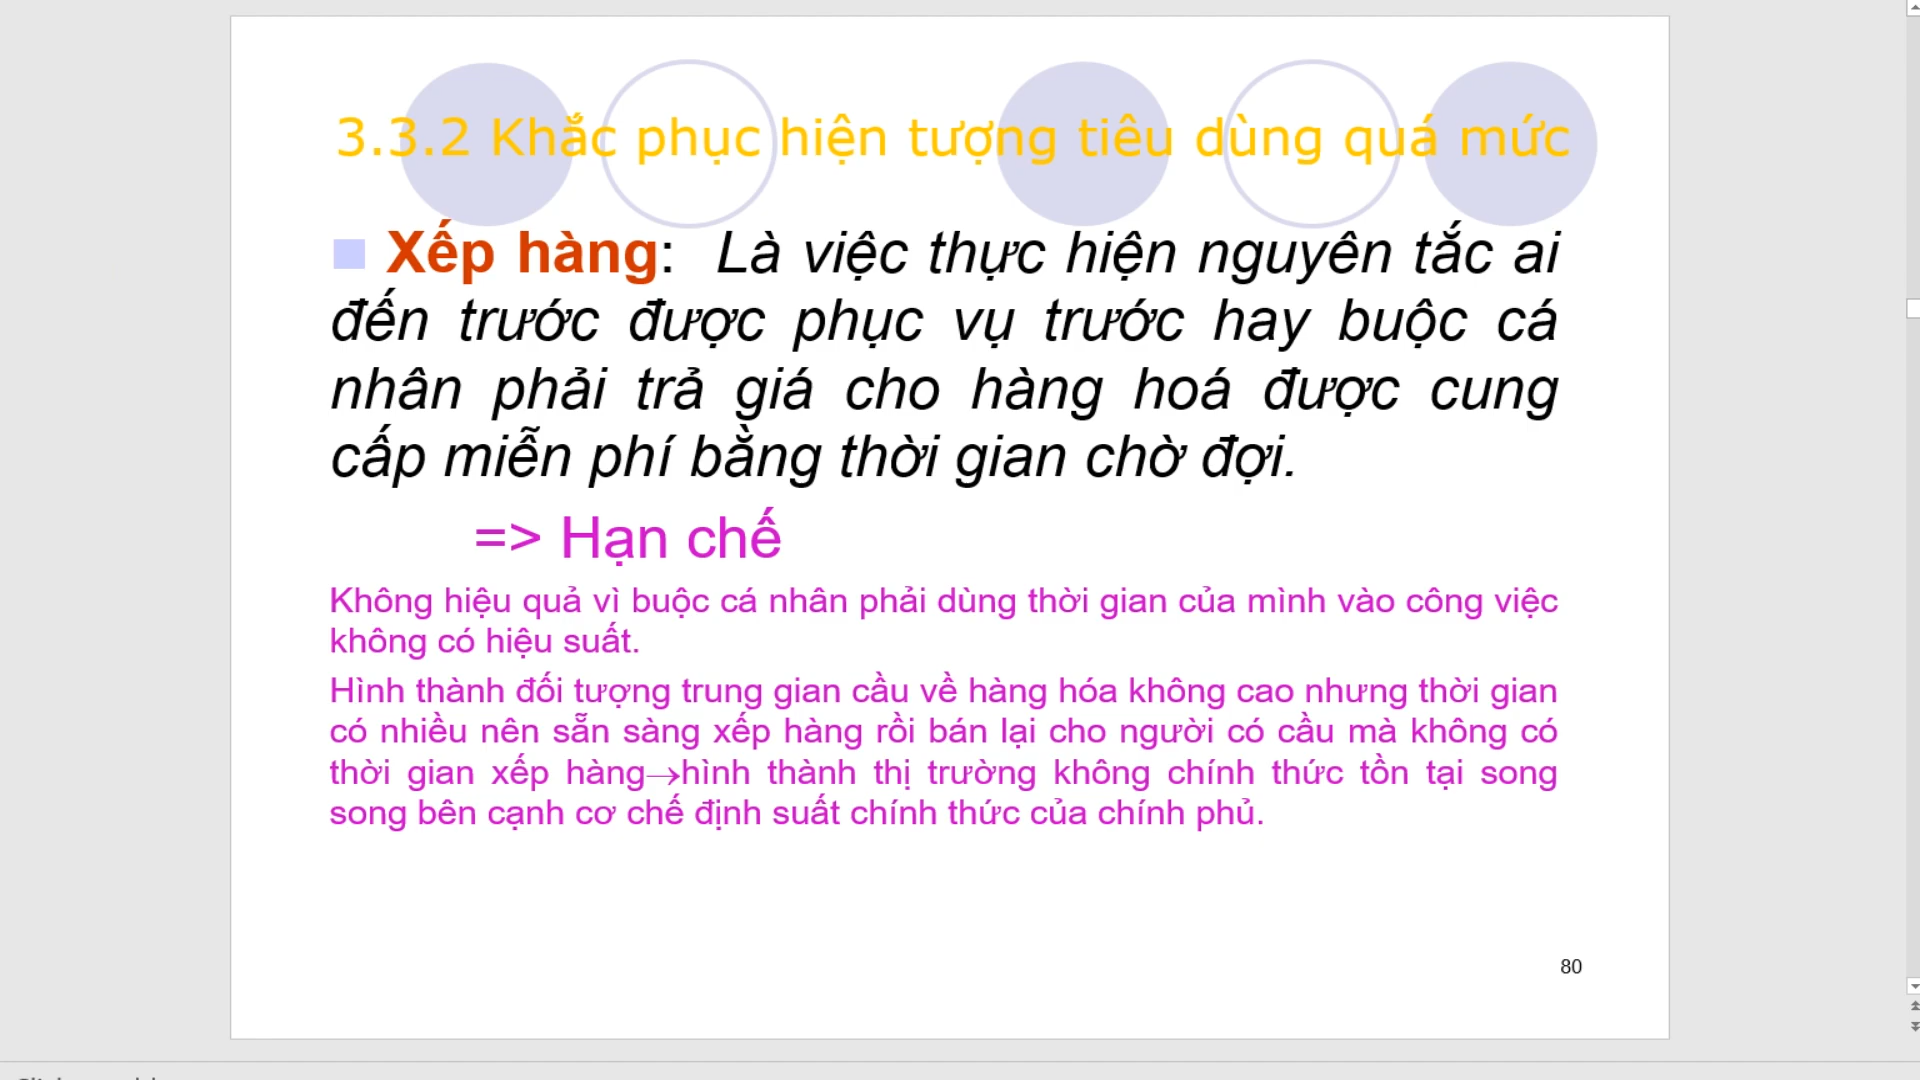 3.3.2 Khắc phục hiện tượng tiêu dùng quá mức
Xếp hàng: Là việc thực hiện nguyên tắc ai
đến trước được phục vụ trước hay buộc cá
nhân phải trả giá cho hàng hoá được cung
cấp miễn phí bằng thời gian chờ đợi.
=> Hạn chế
Không hiệu quả vì buộc cá nhân phải dùng thời gian của mình vào công việc
không có hiệu suất.
Hình thành đối tượng trung gian cầu về hàng hóa không cao nhưng thời gian
có nhiều nên sẵn sàng xếp hàng rồi bán lại cho người có cầu mà không có
thời gian xếp hàng→hình thành thị trường không chính thức tồn tại song
song bên cạnh cơ chế định suất chính thức của chính phủ.
80